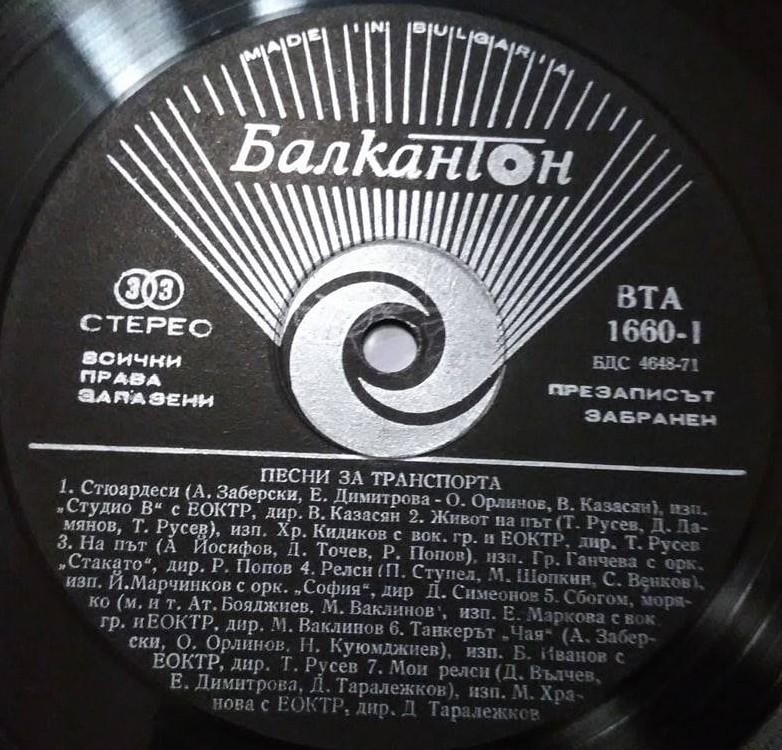 MADE IN BULGARIA
Балкантон
33
СТЕРЕО
ВСИЧКИ
ПРАВА
ЗАПАЗЕНИ
ВТА
1660-I
БДС 4648-71
ПРЕЗАПИСЪТ
ЗАБРАНЕН
ПЕСНИ ЗА ТРАНСПОРТА
1. Стюардеси (А. Заберски, Е. Димитрова - О. Орлинов, В. Казасян), изп.
„Студио В" с ЕОКТР, дир. В. Казасян 2. Живот на път (Т. Русев, Д. Да-
мянов, Т. Русев), изп. Хр. Кидиков с вок. гр. и ЕОКТР, дир. Т. Русев
3. На път (А Йосифов, Д. Точев, Р. Попов), изп. Гр. Ганчева с орк.
„Стакато", дир. Р. Попов 4. Релси (П. Ступел, М. Шопкин, С. Венков),
изп. Й. Марчинков с орк. „София", дир Д. Симеонов 5. Сбогом, моря-
ко (м. и т. Ат. Бояджиев, М. Ваклинов), изп. Е. Маркова с вок
гр. и ЕОКТР, дир. М. Ваклинов 6. Танкерът „Чая" (А. Забер-
ски, О. Орлинов, Н. Куюмджиев), изп. Б. Иванов с
ЕОКТР, дир. Т. Русев 7. Мои релси (Д. Вълчев,
Е. Димитрова, Д. Таралежков), изп. М. Хра-
нова с ЕОКТР, дир. Д Таралежков